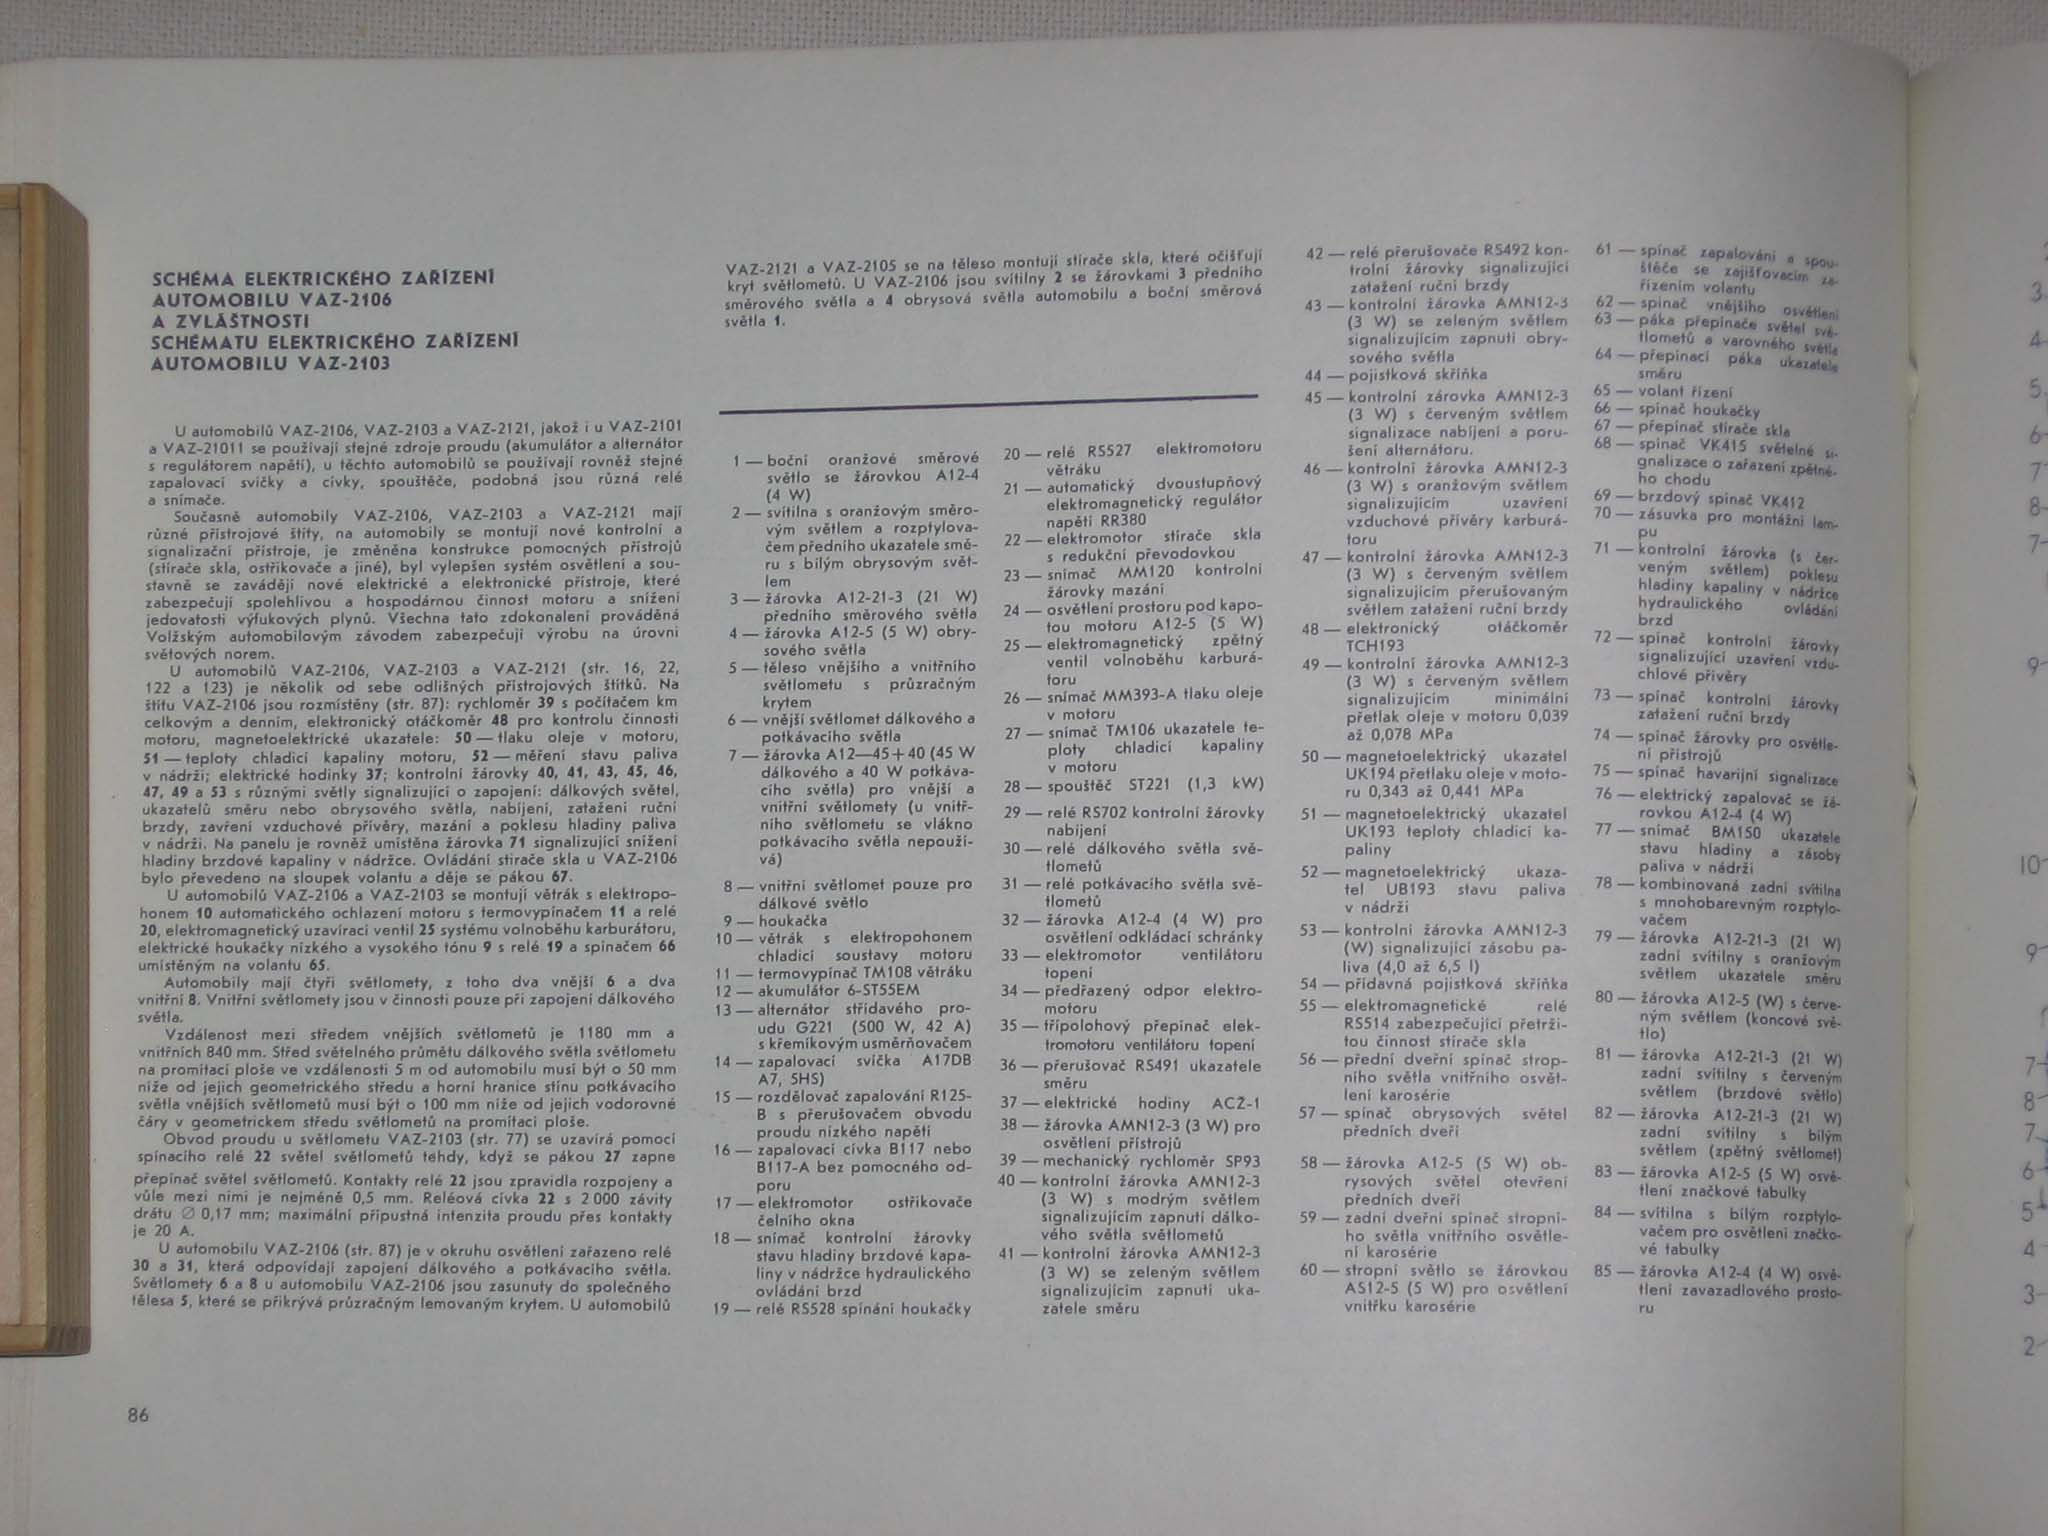 SCHÉMA ELEKTRICKÉHO ZAŘÍZENÍ
AUTOMOBILU VAZ-2106
A ZVLÁŠTNOSTI
SCHÉMATU ELEKTRICKÉHO ZAŘÍZENÍ
AUTOMOBILU VAZ-2103
U automobilů VAZ-2106, VAZ-2103 a VAZ-2121, jakož i u VAZ-2101
a VAZ-21011 se používají stejné zdroje proudu (akumulátor a alternátor
s regulátorem napětí), u těchto automobilů se používají rovněž stejné
zapalovací svíčky a cívky, spouštěče, podobná jsou různá relé
a snímače.
Současně automobily VAZ-2106, VAZ-2103 a VAZ-2121 mají
různé přístrojové štíty, na automobily se montují nové kontrolní a
signalizační přístroje, je změněna konstrukce pomocných přístrojů
(stírače skla, ostřikovače a jiné), byl vylepšen systém osvětlení a sou-
stavně se zavádějí nové elektrické a elektronické přístroje, které
zabezpečují spolehlivou a hospodárnou činnost motoru a snížení
jedovatosti výfukových plynů. Všechna tato zdokonalení prováděná
Volžským automobilovým závodem zabezpečují výrobu na úrovni
světových norem.
U automobilů VAZ-2106, VAZ-2103 a VAZ-2121 (str. 16, 22,
122 a 123) je několik od sebe odlišných přístrojových štítků. Na
štítu VAZ-2106 jsou rozmístěny (str. 87): rychloměr 39 s počítačem km
celkovým a denním, elektronický otáčkoměr 48 pro kontrolu činnosti
motoru, magnetoelektrické ukazatele: 50 — tlaku oleje v motoru,
51 — teploty chladicí kapaliny motoru, 52 — měření stavu paliva
v nádrži; elektrické hodinky 37; kontrolní žárovky 40, 41, 43, 45, 46,
47, 49 a 53 s různými světly signalizující o zapojení: dálkových světel,
ukazatelů směru nebo obrysového světla, nabíjení, zatažení ruční
brzdy, zavření vzduchové přívěry, mazání a poklesu hladiny paliva
v nádrži. Na panelu je rovněž umístěna žárovka 71 signalizující snížení
hladiny brzdové kapaliny v nádržce. Ovládání stírače skla u VAZ-2106
bylo převedeno na sloupek volantu a děje se pákou 67.
U automobilů VAZ-2106 a VAZ-2103 se montují větrák s elektropo-
honem 10 automatického ochlazení motoru s termovypínačem 11 a relé
20, elektromagnetický uzavírací ventil 25 systému volnoběhu karburátoru,
elektrické houkačky nízkého a vysokého tónu 9 s relé 19 a spínačem 66
umístěným na volantu 65.
Automobily mají čtyři světlomety, z toho dva vnější 6 a dva
vnitřní 8. Vnitřní světlomety jsou v činnosti pouze při zapojení dálkového
světla.
Vzdálenost mezi středem vnějších světlometů je 1180 mm a
vnitřních 840 mm. Střed světelného průmětu dálkového světla světlometu
na promítací ploše ve vzdálenosti 5 m od automobilu musí být o 50 mm
níže od jejich geometrického středu a horní hranice stínu potkávacího
světla vnějších světlometů musí být o 100 mm níže od jejich vodorovné
čáry v geometrickém středu světlometů na promítací ploše.
Obvod proudu u světlometu VAZ-2103 (str. 77) se uzavírá pomocí
spínacího relé 22 světel světlometů tehdy, když se pákou 27 zapne
přepínač světel světlometů. Kontakty relé 22 jsou zpravidla rozpojeny a
vůle mezi nimi je nejméně 0,5 mm. Reléová cívka 22 s 2 000 závity
drátu ∅ 0,17 mm; maximální přípustná intenzita proudu přes kontakty
je 20 A.
U automobilu VAZ-2106 (str. 87) je v okruhu osvětlení zařazeno relé
30 a 31, která odpovídají zapojení dálkového a potkávacího světla.
Světlomety 6 a 8 u automobilu VAZ-2106 jsou zasunuty do společného
tělesa 5, které se přikrývá průzračným lemovaným krytem. U automobilů
86
VAZ-2121 a VAZ-2105 se na těleso montují stírače skla, které očišťují
kryt světlometů. U VAZ-2106 jsou svítilny 2 se žárovkami 3 předního
směrového světla a 4 obrysová světla automobilu a boční směrová
světla 1.
1 — boční oranžové směrové
světlo se žárovkou A12-4
(4 W)
2 — svítilna s oranžovým směro-
vým světlem a rozptylova-
čem předního ukazatele smě-
ru s bílým obrysovým svět-
lem
3 — žárovka A12-21-3 (21 W)
předního směrového světla
4 — žárovka A12-5 (5 W) obry-
sového světla
5 — těleso vnějšího a vnitřního
světlometu s průzračným
krytem
6 — vnější světlomet dálkového a
potkávacího světla
7 — žárovka A12—45+40 (45 W
dálkového a 40 W potkáva-
cího světla) pro vnější a
vnitřní světlomety (u vnitř-
ního světlometu se vlákno
potkávacího světla nepouží-
vá)
8 — vnitřní světlomet pouze pro
dálkové světlo
9 — houkačka
10 — větrák s elektropohonem
chladicí soustavy motoru
11 — termovypínač TM108 větráku
12 — akumulátor 6-ST55EM
13 — alternátor střídavého pro-
udu G221 (500 W, 42 A)
s křemíkovým usměrňovačem
14 — zapalovací svíčka A17DB
A7, 5HS)
15 — rozdělovač zapalování R125-
B s přerušovačem obvodu
proudu nízkého napětí
16 — zapalovací cívka B117 nebo
B117-A bez pomocného od-
poru
17 — elektromotor ostřikovače
čelního okna
18 — snímač kontrolní žárovky
stavu hladiny brzdové kapa-
liny v nádržce hydraulického
ovládání brzd
19 — relé RS528 spínání houkačky
20 — relé RS527 elektromotoru
větráku
21 — automatický dvoustupňový
elektromagnetický regulátor
napětí RR380
22 — elektromotor stírače skla
s redukční převodovkou
23 — snímač MM120 kontrolní
žárovky mazání
24 — osvětlení prostoru pod kapo-
tou motoru A12-5 (5 W)
25 — elektromagnetický zpětný
ventil volnoběhu karburá-
toru
26 — snímač MM393-A tlaku oleje
v motoru
27 — snímač TM106 ukazatele te-
ploty chladicí kapaliny
v motoru
28 — spouštěč ST221 (1,3 kW)
29 — relé RS702 kontrolní žárovky
nabíjení
30 — relé dálkového světla svě-
tlometů
31 — relé potkávacího světla svě-
tlometů
32 — žárovka A12-4 (4 W) pro
osvětlení odkládací schránky
33 — elektromotor ventilátoru
topení
34 — předřazený odpor elektro-
motoru
35 — třípolohový přepínač elek-
tromotoru ventilátoru topení
36 — přerušovač RS491 ukazatele
směru
37 — elektrické hodiny ACŽ-1
38 — žárovka AMN12-3 (3 W) pro
osvětlení přístrojů
39 — mechanický rychloměr SP93
40 — kontrolní žárovka AMN12-3
(3 W) s modrým světlem
signalizujícím zapnutí dálko-
vého světla světlometů
41 — kontrolní žárovka AMN12-3
(3 W) se zeleným světlem
signalizujícím zapnutí uka-
zatele směru
42 — relé přerušovače RS492 kon-
trolní žárovky signalizující
zatažení ruční brzdy
43 — kontrolní žárovka AMN12-3
(3 W) se zeleným světlem
signalizujícím zapnutí obry-
sového světla
44 — pojistková skříňka
45 — kontrolní žárovka AMN12-3
(3 W) s červeným světlem
signalizace nabíjení a poru-
šení alternátoru.
46 — kontrolní žárovka AMN12-3
(3 W) s oranžovým světlem
signalizujícím uzavření
vzduchové přívěry karburá-
toru
47 — kontrolní žárovka AMN12-3
(3 W) s červeným světlem
signalizujícím přerušovaným
světlem zatažení ruční brzdy
48 — elektronický otáčkoměr
TCH193
49 — kontrolní žárovka AMN12-3
(3 W) s červeným světlem
signalizujícím minimální
přetlak oleje v motoru 0,039
až 0,078 MPa
50 — magnetoelektrický ukazatel
UK194 přetlaku oleje v moto-
ru 0,343 až 0,441 MPa
51 — magnetoelektrický ukazatel
UK193 teploty chladicí ka-
paliny
52 — magnetoelektrický ukaza-
tel UB193 stavu paliva
v nádrži
53 — kontrolní žárovka AMN12-3
(W) signalizující zásobu pa-
liva (4,0 až 6,5 l)
54 — přídavná pojistková skříňka
55 — elektromagnetické relé
RS514 zabezpečující přetrži-
tou činnost stírače skla
56 — přední dveřní spínač strop-
ního světla vnitřního osvět-
lení karosérie
57 — spínač obrysových světel
předních dveří
58 — žárovka A12-5 (5 W) ob-
rysových světel otevření
předních dveří
59 — zadní dveřní spínač stropní-
ho světla vnitřního osvětle-
ní karosérie
60 — stropní světlo se žárovkou
AS12-5 (5 W) pro osvětlení
vnitřku karosérie
61 — spínač zapalování a spou-
štěče se zajišťovacím za-
řízením volantu
62 — spínač vnějšího osvětlení
63 — páka přepínače světel svě-
tlometů a varovného světla
64 — přepínací páka ukazatele
směru
65 — volant řízení
66 — spínač houkačky
67 — přepínač stírače skla
68 — spínač VK415 světelné si-
gnalizace o zařazení zpětné-
ho chodu
69 — brzdový spínač VK412
70 — zásuvka pro montážní lam-
pu
71 — kontrolní žárovka (s čer-
veným světlem) poklesu
hladiny kapaliny v nádržce
hydraulického ovládání
brzd
72 — spínač kontrolní žárovky
signalizující uzavření vzdu-
chlové přívěry
73 — spínač kontrolní žárovky
zatažení ruční brzdy
74 — spínač žárovky pro osvětle-
ní přístrojů
75 — spínač havarijní signalizace
76 — elektrický zapalovač se žá-
rovkou A12-4 (4 W)
77 — snímač BM150 ukazatele
stavu hladiny a zásoby
paliva v nádrži
78 — kombinovaná zadní svítilna
s mnohobarevným rozptylo-
vačem
79 — žárovka A12-21-3 (21 W)
zadní svítilny s oranžovým
světlem ukazatele směru
80 — žárovka A12-5 (W) s červe-
ným světlem (koncové svě-
tlo)
81 — žárovka A12-21-3 (21 W)
zadní svítilny s červeným
světlem (brzdové světlo)
82 — žárovka A12-21-3 (21 W)
zadní svítilny s bílým
světlem (zpětný světlomet)
83 — žárovka A12-5 (5 W) osvě-
tlení značkové tabulky
84 — svítilna s bílým rozptylo-
vačem pro osvětlení značko-
vé tabulky
85 — žárovka A12-4 (4 W) osvě-
tlení zavazadlového prosto-
ru
3
4
5
6
7
8
7
9
10
9
7
8
7
6
5
4
3
2